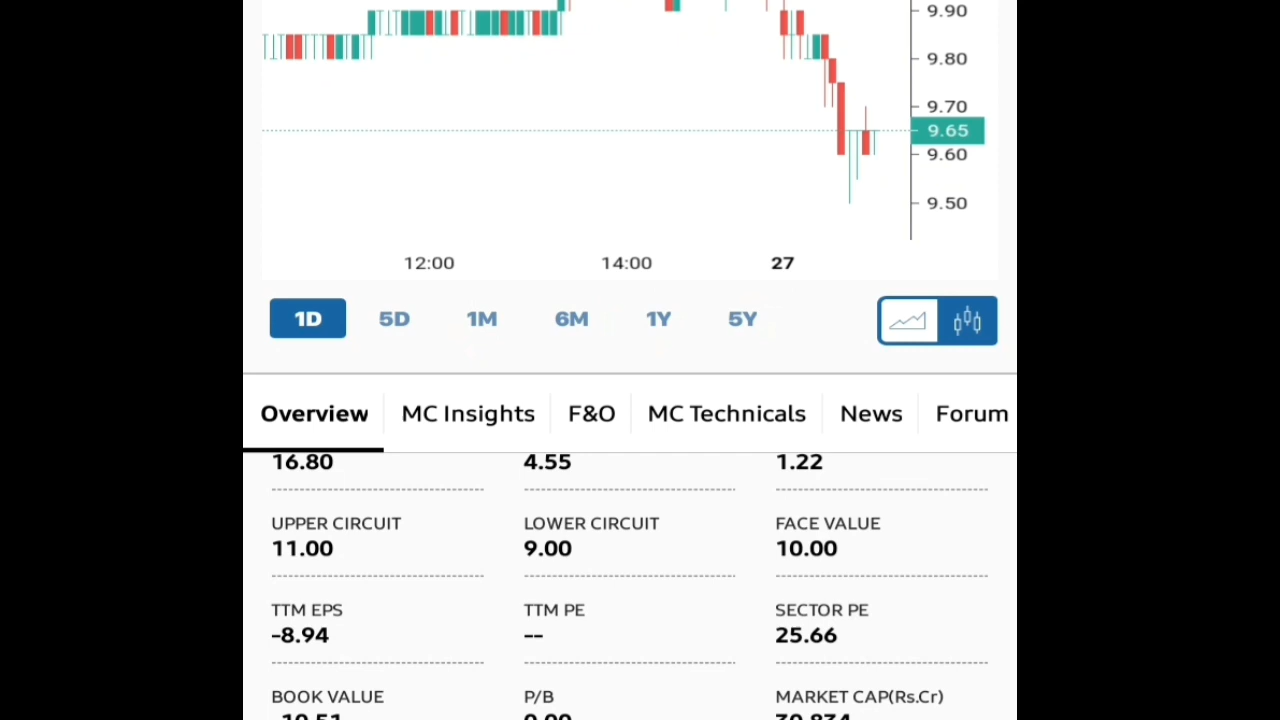 9.90
9.80
9.70
9.65
9.60
9.50
12:00 14:00 27
1D 5D 1M 6M 1Y 5Y
Overview MC Insights F&O MC Technicals News Forum
16.80 4.55 1.22
UPPER CIRCUIT LOWER CIRCUIT FACE VALUE
11.00 9.00 10.00
TTM EPS TTM PE SECTOR PE
-8.94 -- 25.66
BOOK VALUE P/B MARKET CAP(Rs.Cr)